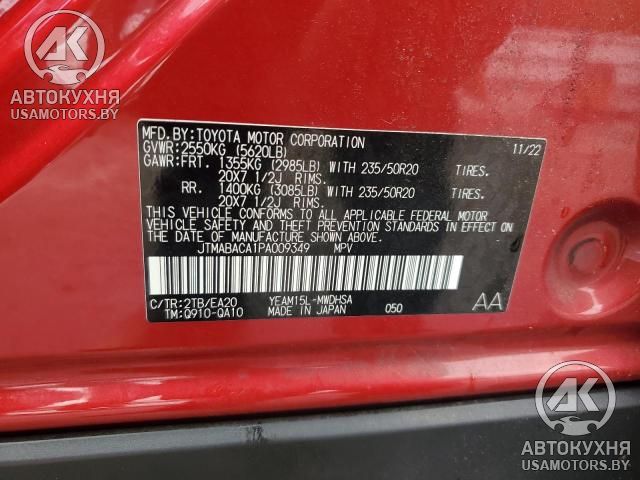 AK
АВТОКУХНЯ
USAMOTORS.BY
MFD.BY:TOYOTA MOTOR CORPORATION 11/22
GVWR:2550KG (5620LB)
GAWR:FRT. 1355KG (2985LB) WITH 235/50R20 TIRES.
20X7 1/2J RIMS.
RR. 1400KG (3085LB) WITH 235/50R20 TIRES.
20X7 1/2J RIMS.
THIS VEHICLE CONFORMS TO ALL APPLICABLE FEDERAL MOTOR
VEHICLE SAFETY AND THEFT PREVENTION STANDARDS IN EFFECT
ON THE DATE OF MANUFACTURE SHOWN ABOVE.
JTMABACA1PA009349 MPV
C/TR:2TB/EA20 YEAM15L-MWDHSA
TM:Q910-QA10 MADE IN JAPAN 050 AA
AK
АВТОКУХНЯ
USAMOTORS.BY